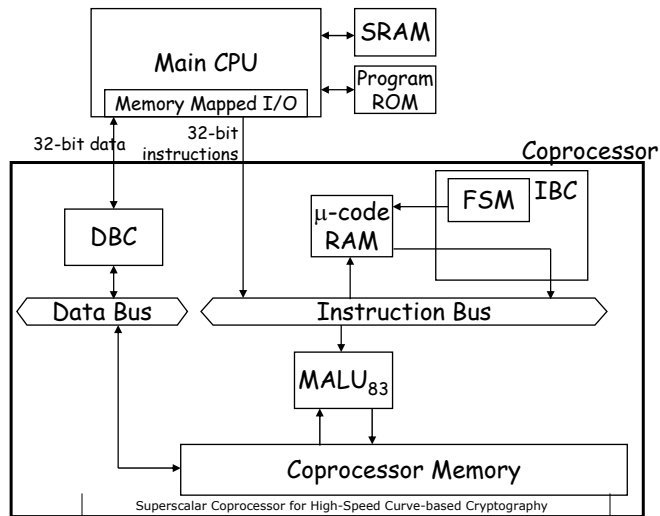 Main CPU
Memory Mapped I/O
SRAM
Program
ROM
32-bit data
32-bit
instructions
Coprocessor
DBC
μ-code
RAM
FSM
IBC
Data Bus
Instruction Bus
MALU83
Coprocessor Memory
Superscalar Coprocessor for High-Speed Curve-based Cryptography